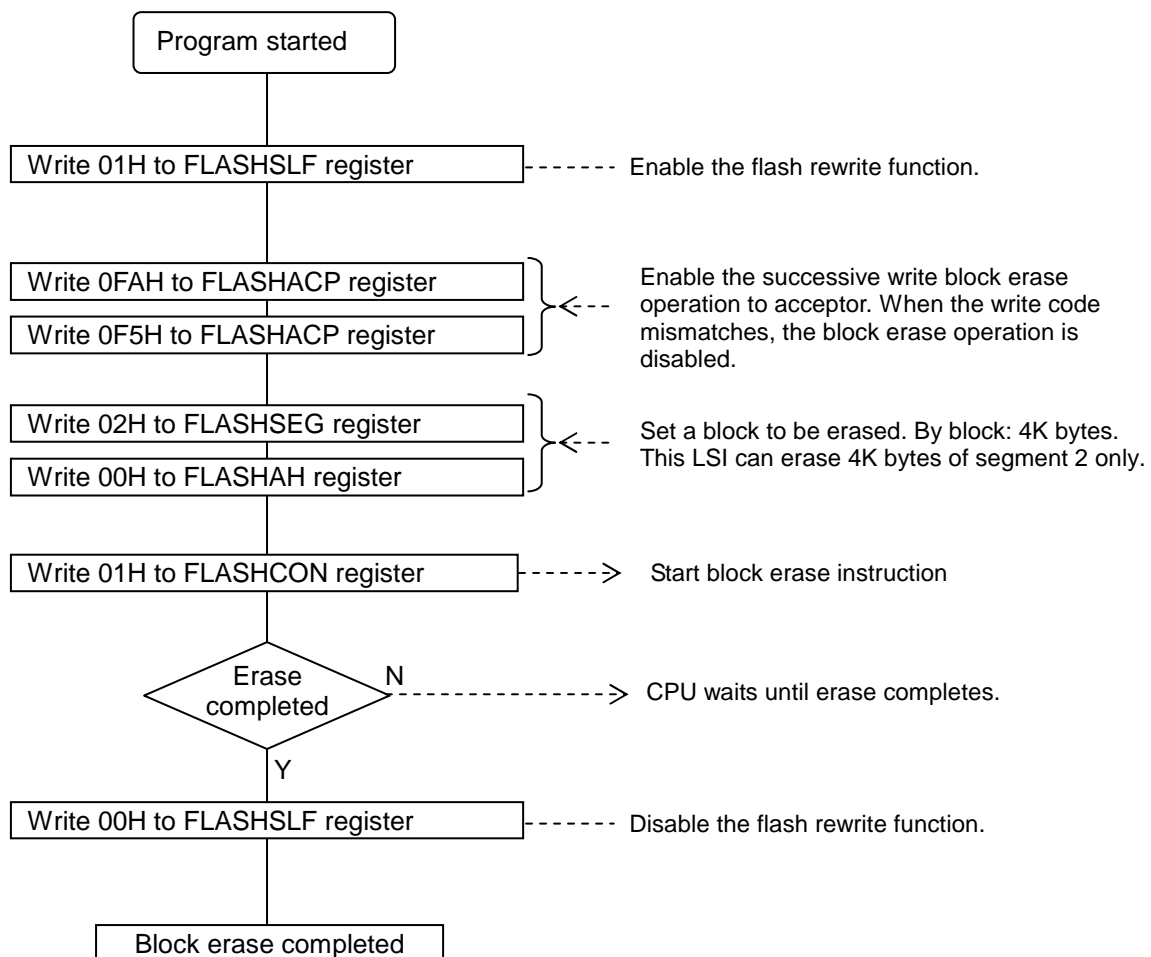 Program started
Write 01H to FLASHSLF register
Enable the flash rewrite function.
Write 0FAH to FLASHACP register
Write 0F5H to FLASHACP register
Enable the successive write block erase
operation to acceptor. When the write code
mismatches, the block erase operation is
disabled.
Write 02H to FLASHSEG register
Write 00H to FLASHAH register
Set a block to be erased. By block: 4K bytes.
This LSI can erase 4K bytes of segment 2 only.
Write 01H to FLASHCON register
Start block erase instruction
Erase
completed
N
CPU waits until erase completes.
Y
Write 00H to FLASHSLF register
Disable the flash rewrite function.
Block erase completed